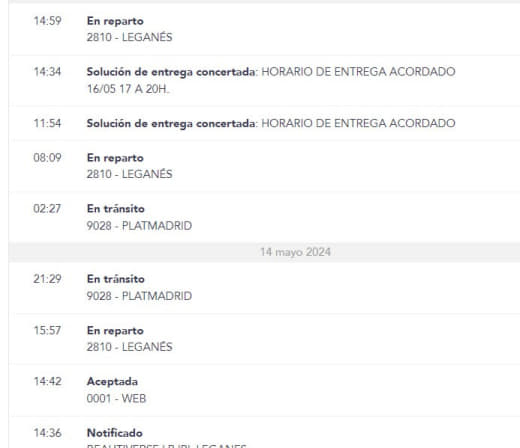 14:59 En reparto
2810 - LEGANÉS
14:34 Solución de entrega concertada: HORARIO DE ENTREGA ACORDADO
16/05 17 A 20H.
11:54 Solución de entrega concertada: HORARIO DE ENTREGA ACORDADO
08:09 En reparto
2810 - LEGANÉS
02:27 En tránsito
9028 - PLATMADRID
14 mayo 2024
21:29 En tránsito
9028 - PLATMADRID
15:57 En reparto
2810 - LEGANÉS
14:42 Aceptada
0001 - WEB
14:36 Notificado